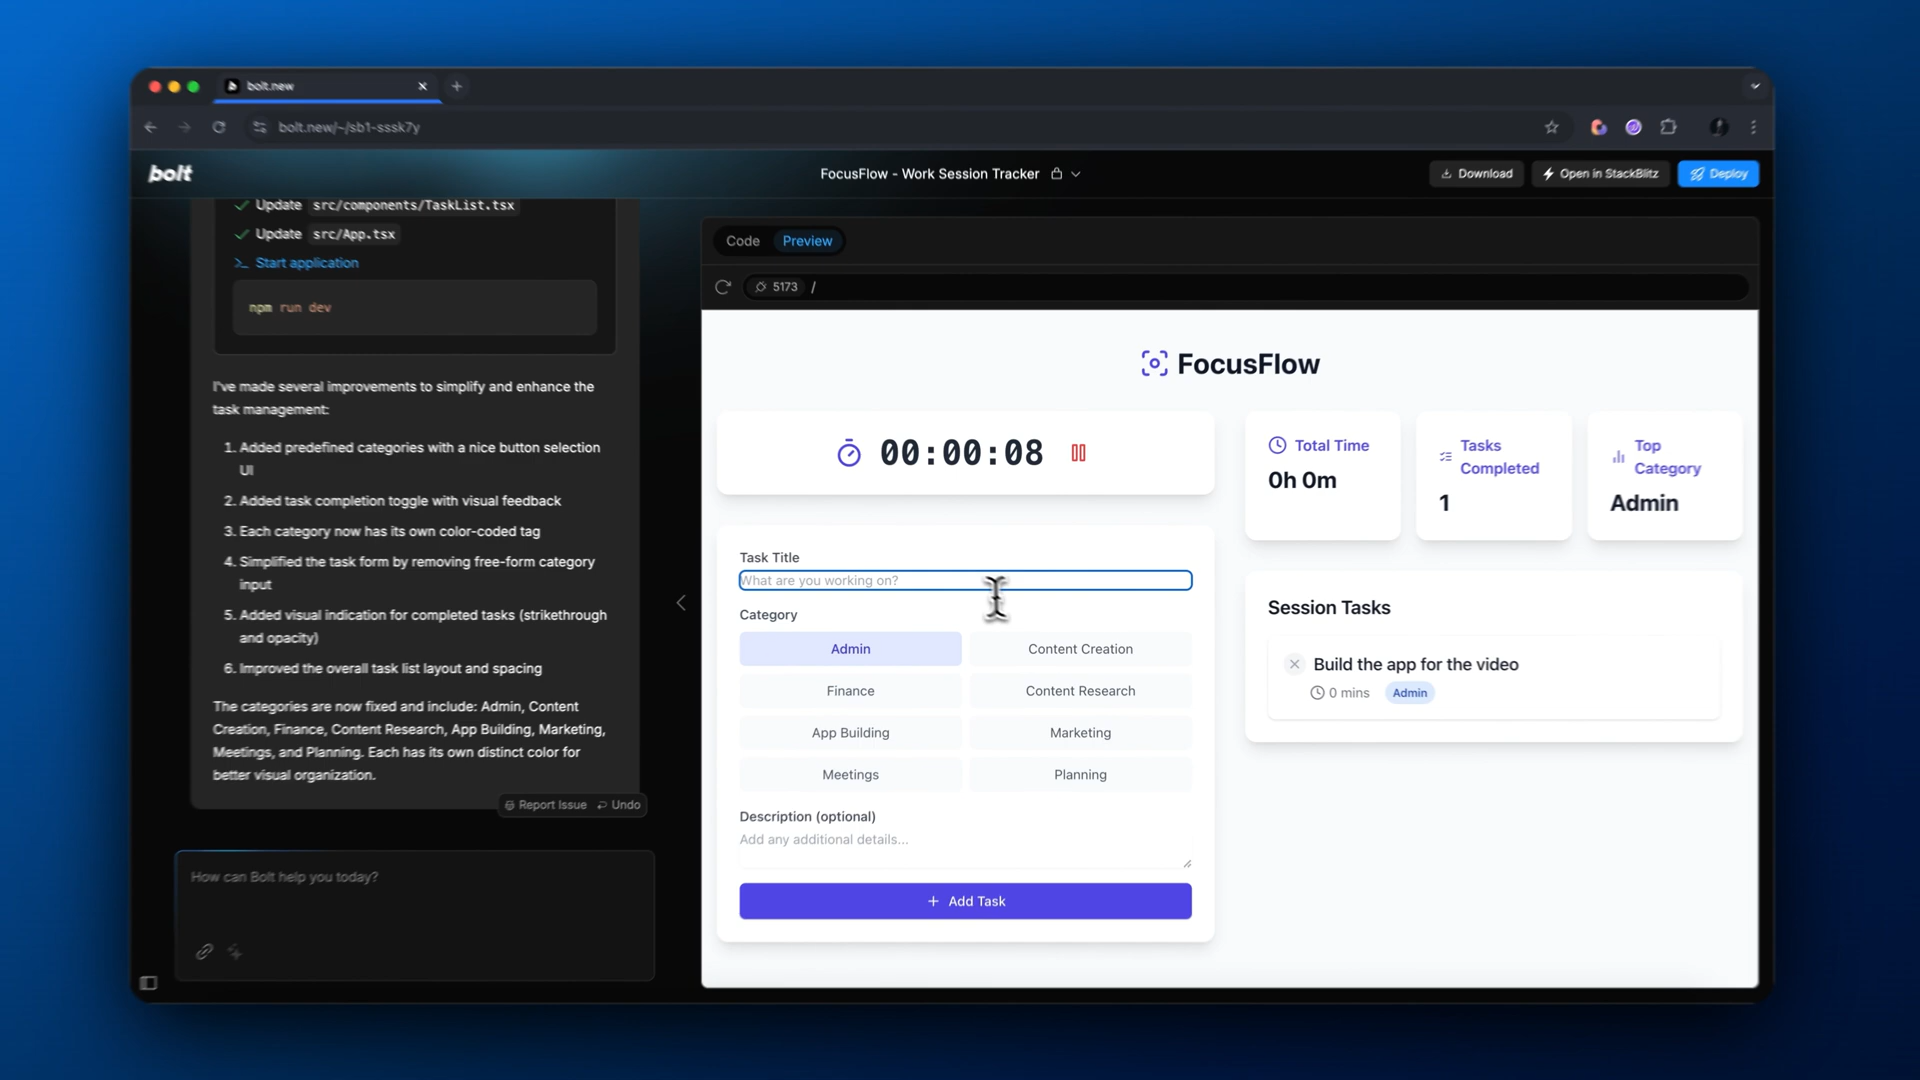 bolt.new
bolt.new/~/sb1-sssk7y
bolt
FocusFlow - Work Session Tracker
Download
Open in StackBlitz
Deploy
Update src/components/TaskList.tsx
Update src/App.tsx
Start application
npm run dev
I've made several improvements to simplify and enhance the
task management:
1. Added predefined categories with a nice button selection
UI
2. Added task completion toggle with visual feedback
3. Each category now has its own color-coded tag
4. Simplified the task form by removing free-form category
input
5. Added visual indication for completed tasks (strikethrough
and opacity)
6. Improved the overall task list layout and spacing
The categories are now fixed and include: Admin, Content
Creation, Finance, Content Research, App Building, Marketing,
Meetings, and Planning. Each has its own distinct color for
better visual organization.
Report Issue
Undo
How can Bolt help you today?
Code
Preview
5173 /
FocusFlow
00:00:08
Total Time
0h 0m
Tasks
Completed
1
Top
Category
Admin
Task Title
What are you working on?
Category
Admin
Content Creation
Finance
Content Research
App Building
Marketing
Meetings
Planning
Description (optional)
Add any additional details...
+ Add Task
Session Tasks
Build the app for the video
0 mins
Admin